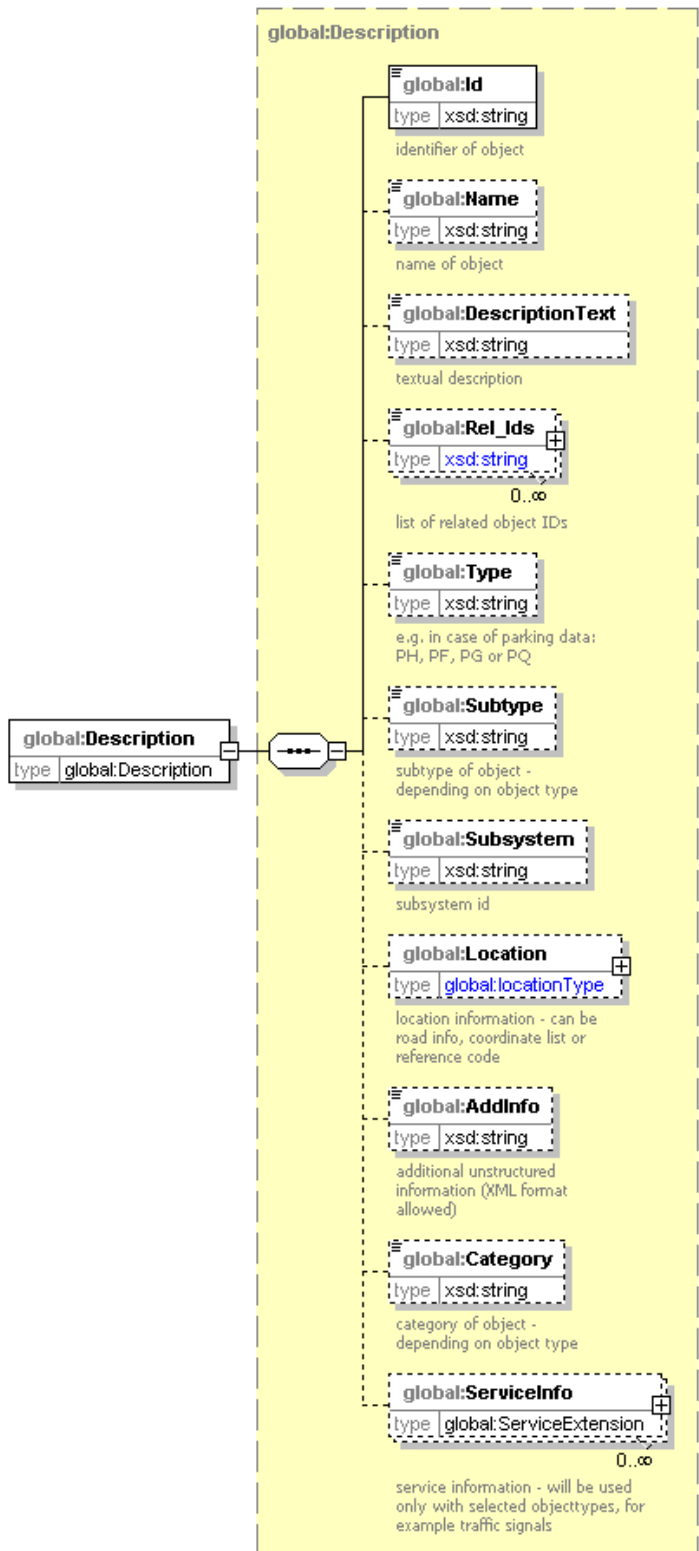 global:Description
global:Id
type xsd:string
identifier of object
global:Name
type xsd:string
name of object
global:DescriptionText
type xsd:string
textual description
global:Rel_Ids
type xsd:string
0..∞
list of related object IDs
global:Type
type xsd:string
e.g. in case of parking data:
PH, PF, PG or PQ
global:Subtype
type xsd:string
subtype of object -
depending on object type
global:Description
type global:Description
global:Subsystem
type xsd:string
subsystem id
global:Location
type global:locationType
location information - can be
road info, coordinate list or
reference code
global:AddInfo
type xsd:string
additional unstructured
information (XML format
allowed)
global:Category
type xsd:string
category of object -
depending on object type
global:ServiceInfo
type global:ServiceExtension
0..∞
service information - will be used
only with selected objecttypes, for
example traffic signals